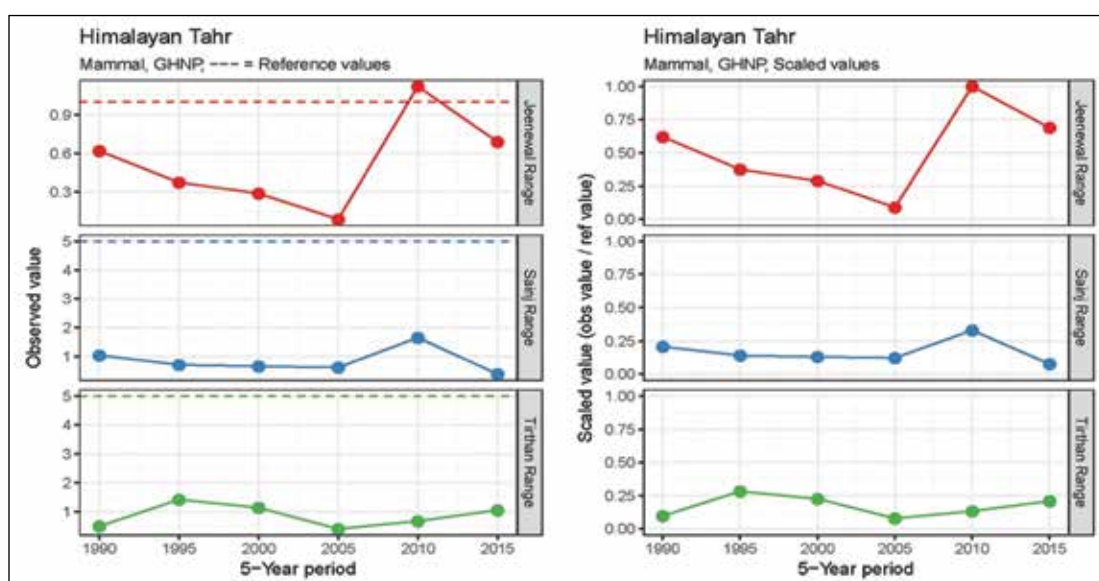 Himalayan Tahr
Mammal, GHNP, --- = Reference values
Observed value
0.9
0.6
0.3
Jeenewal Range
5
4
3
2
1
Sainj Range
5
4
3
2
1
Tirthan Range
1990 1995 2000 2005 2010 2015
5-Year period
Himalayan Tahr
Mammal, GHNP, Scaled values
Scaled value (obs value / ref value)
1.00
0.75
0.50
0.25
0.00
Jeenewal Range
1.00
0.75
0.50
0.25
0.00
Sainj Range
1.00
0.75
0.50
0.25
0.00
Tirthan Range
1990 1995 2000 2005 2010 2015
5-Year period